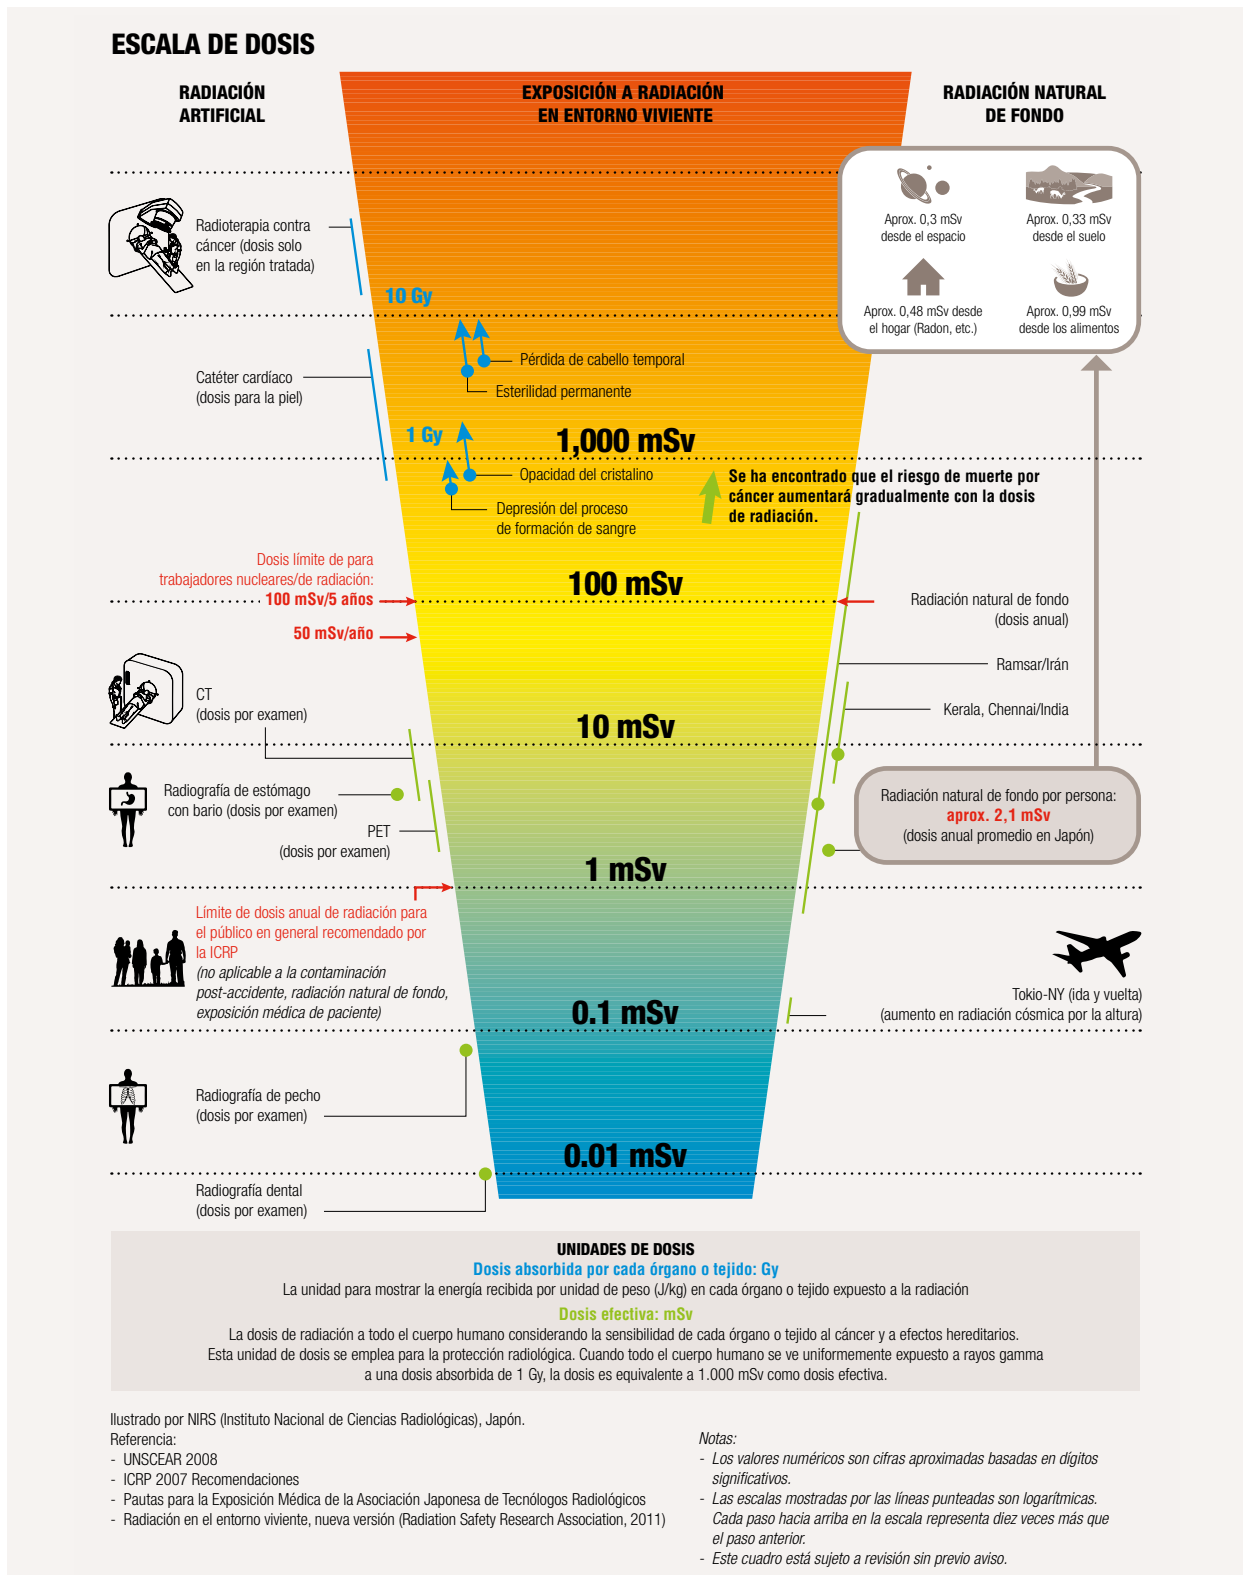 ESCALA DE DOSIS
RADIACIÓN
ARTIFICIAL
EXPOSICIÓN A RADIACIÓN
EN ENTORNO VIVIENTE
RADIACIÓN NATURAL
DE FONDO
Aprox. 0,3 mSv
desde el espacio
Aprox. 0,33 mSv
desde el suelo
Aprox. 0,48 mSv desde
el hogar (Radon, etc.)
Aprox. 0,99 mSv
desde los alimentos
Radioterapia contra
cáncer (dosis solo
en la región tratada)
10 Gy
Pérdida de cabello temporal
Esterilidad permanente
Catéter cardíaco
(dosis para la piel)
1 Gy
1,000 mSv
Opacidad del cristalino
Depresión del proceso
de formación de sangre
Se ha encontrado que el riesgo de muerte por
cáncer aumentará gradualmente con la dosis
de radiación.
Dosis límite de para
trabajadores nucleares/de radiación:
100 mSv/5 años
50 mSv/año
100 mSv
Radiación natural de fondo
(dosis anual)
Ramsar/Irán
Kerala, Chennai/India
CT
(dosis por examen)
10 mSv
Radiografía de estómago
con bario (dosis por examen)
PET
(dosis por examen)
Radiación natural de fondo por persona:
aprox. 2,1 mSv
(dosis anual promedio en Japón)
1 mSv
Límite de dosis anual de radiación para
el público en general recomendado por
la ICRP
(no aplicable a la contaminación
post-accidente, radiación natural de fondo,
exposición médica de paciente)
0.1 mSv
Tokio-NY (ida y vuelta)
(aumento en radiación cósmica por la altura)
Radiografía de pecho
(dosis por examen)
0.01 mSv
Radiografía dental
(dosis por examen)
UNIDADES DE DOSIS
Dosis absorbida por cada órgano o tejido: Gy
La unidad para mostrar la energía recibida por unidad de peso (J/kg) en cada órgano o tejido expuesto a la radiación
Dosis efectiva: mSv
La dosis de radiación a todo el cuerpo humano considerando la sensibilidad de cada órgano o tejido al cáncer y a efectos hereditarios.
Esta unidad de dosis se emplea para la protección radiológica. Cuando todo el cuerpo humano se ve uniformemente expuesto a rayos gamma
a una dosis absorbida de 1 Gy, la dosis es equivalente a 1.000 mSv como dosis efectiva.
Ilustrado por NIRS (Instituto Nacional de Ciencias Radiológicas), Japón.
Referencia:
- UNSCEAR 2008
- ICRP 2007 Recomendaciones
- Pautas para la Exposición Médica de la Asociación Japonesa de Tecnólogos Radiológicos
- Radiación en el entorno viviente, nueva versión (Radiation Safety Research Association, 2011)
Notas:
- Los valores numéricos son cifras aproximadas basadas en dígitos
significativos.
- Las escalas mostradas por las líneas punteadas son logarítmicas.
Cada paso hacia arriba en la escala representa diez veces más que
el paso anterior.
- Este cuadro está sujeto a revisión sin previo aviso.